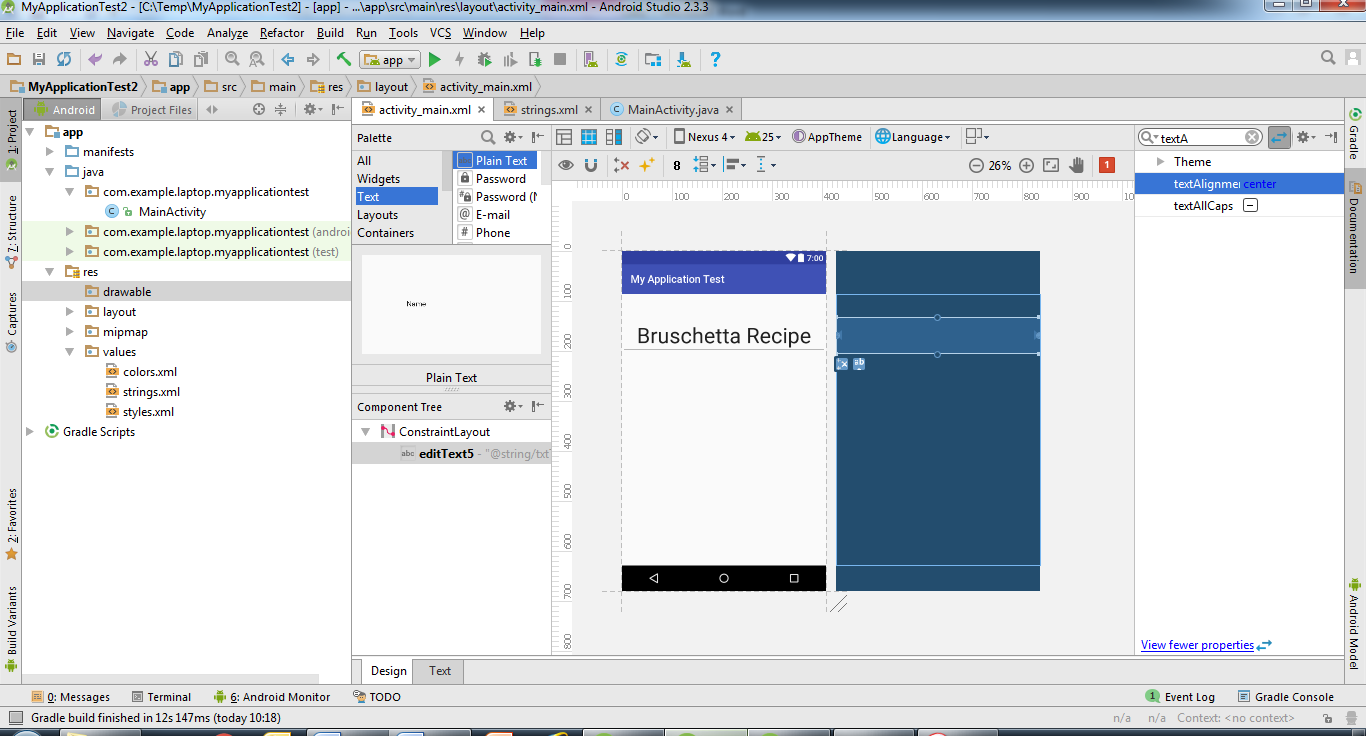 MyApplicationTest2 - [C:\Temp\MyApplicationTest2] - [app] - ...\app\src\main\res\layout\activity_main.xml - Android Studio 2.3.3
File Edit View Navigate Code Analyze Refactor Build Run Tools VCS Window Help
app
MyApplicationTest2 app src main res layout activity_main.xml
Android Project Files
activity_main.xml strings.xml MainActivity.java
1: Project
Z: Structure
Captures
2: Favorites
Build Variants
app
manifests
java
com.example.laptop.myapplicationtest
MainActivity
com.example.laptop.myapplicationtest (androi
com.example.laptop.myapplicationtest (test)
res
drawable
layout
mipmap
values
colors.xml
strings.xml
styles.xml
Gradle Scripts
Palette
All
Widgets
Text
Layouts
Containers
Plain Text
Password
Password (N
E-mail
Phone
Name
Plain Text
Component Tree
ConstraintLayout
editText5 - "@string/txt
Nexus 4 25 AppTheme Language
8 26% 1
0 100 200 300 400 500 600 700 800 900 10
0
100
200
300
400
500
600
700
800
7:00
My Application Test
Bruschetta Recipe
textA
Theme
textAlignmen center
textAllCaps
View fewer properties
Gradle
Documentation
Android Model
Design Text
0: Messages Terminal 6: Android Monitor TODO 1 Event Log Gradle Console
Gradle build finished in 12s 147ms (today 10:18) n/a n/a Context: <no context>